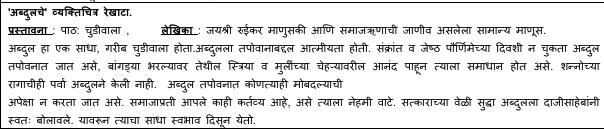 'अब्दुलचे' व्यक्तिचित्र रेखाटा.
प्रस्तावना : पाठ: चुडीवाला , लेखिका : जयश्री रुईकर माणुसकी आणि समाजऋणाची जाणीव असलेला सामान्य माणूस.
अब्दुल हा एक साधा, गरीब चुडीवाला होता.अब्दुलला तपोवानाबद्दल आत्मीयता होती. संक्रांत व जेष्ठ पौर्णिमेच्या दिवशी न चुकता अब्दुल
तपोवनात जात असे, बांगड्या भरल्यावर तेथील स्त्रिया व मुलींच्या चेहऱ्यावरील आनंद पाहून त्याला समाधान होत असे. शन्नोच्या
रागाचीही पर्वा अब्दुलने केली नाही. अब्दुल तपोवनात कोणत्याही मोबदल्याची
अपेक्षा न करता जात असे. समाजाप्रती आपले काही कर्तव्य आहे, असे त्याला नेहमी वाटे. सत्काराच्या वेळी सुद्धा अब्दुलला दाजीसाहेबांनी
स्वतः बोलावले. यावरून त्याचा साधा स्वभाव दिसून येतो.